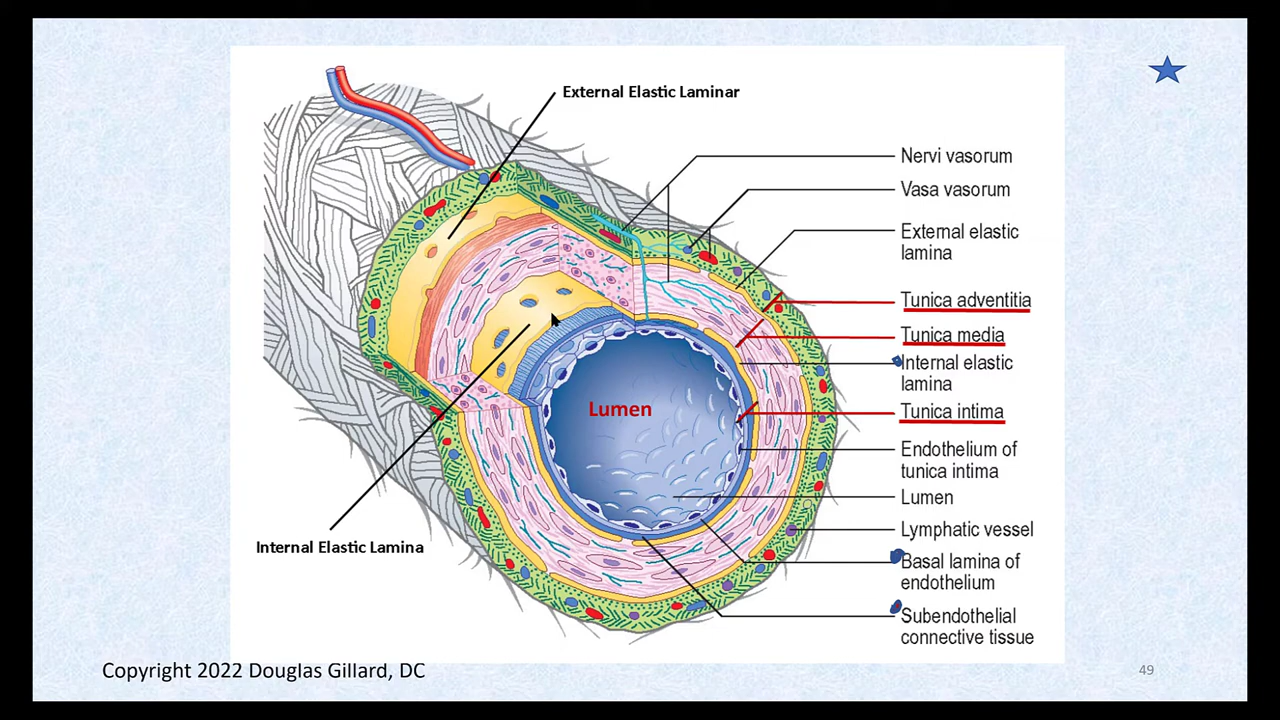 External Elastic Laminar
Nervi vasorum
Vasa vasorum
External elastic
lamina
Tunica adventitia
Tunica media
Internal elastic
lamina
Lumen
Tunica intima
Endothelium of
tunica intima
Lumen
Lymphatic vessel
Internal Elastic Lamina
Basal lamina of
endothelium
Subendothelial
connective tissue
Copyright 2022 Douglas Gillard, DC
49